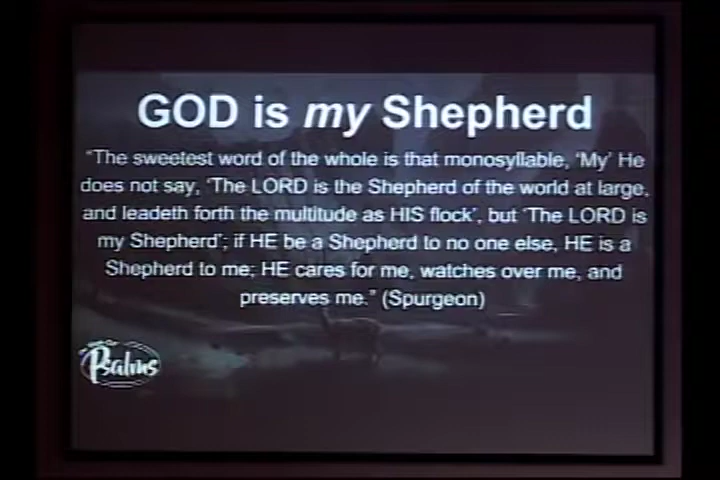 GOD is my Shepherd
"The sweetest word of the whole is that monosyllable, 'My' He
does not say, 'The LORD is the Shepherd of the world at large,
and leadeth forth the multitude as HIS flock', but 'The LORD is
my Shepherd'; if HE be a Shepherd to no one else, HE is a
Shepherd to me; HE cares for me, watches over me, and
preserves me." (Spurgeon)
Psalms